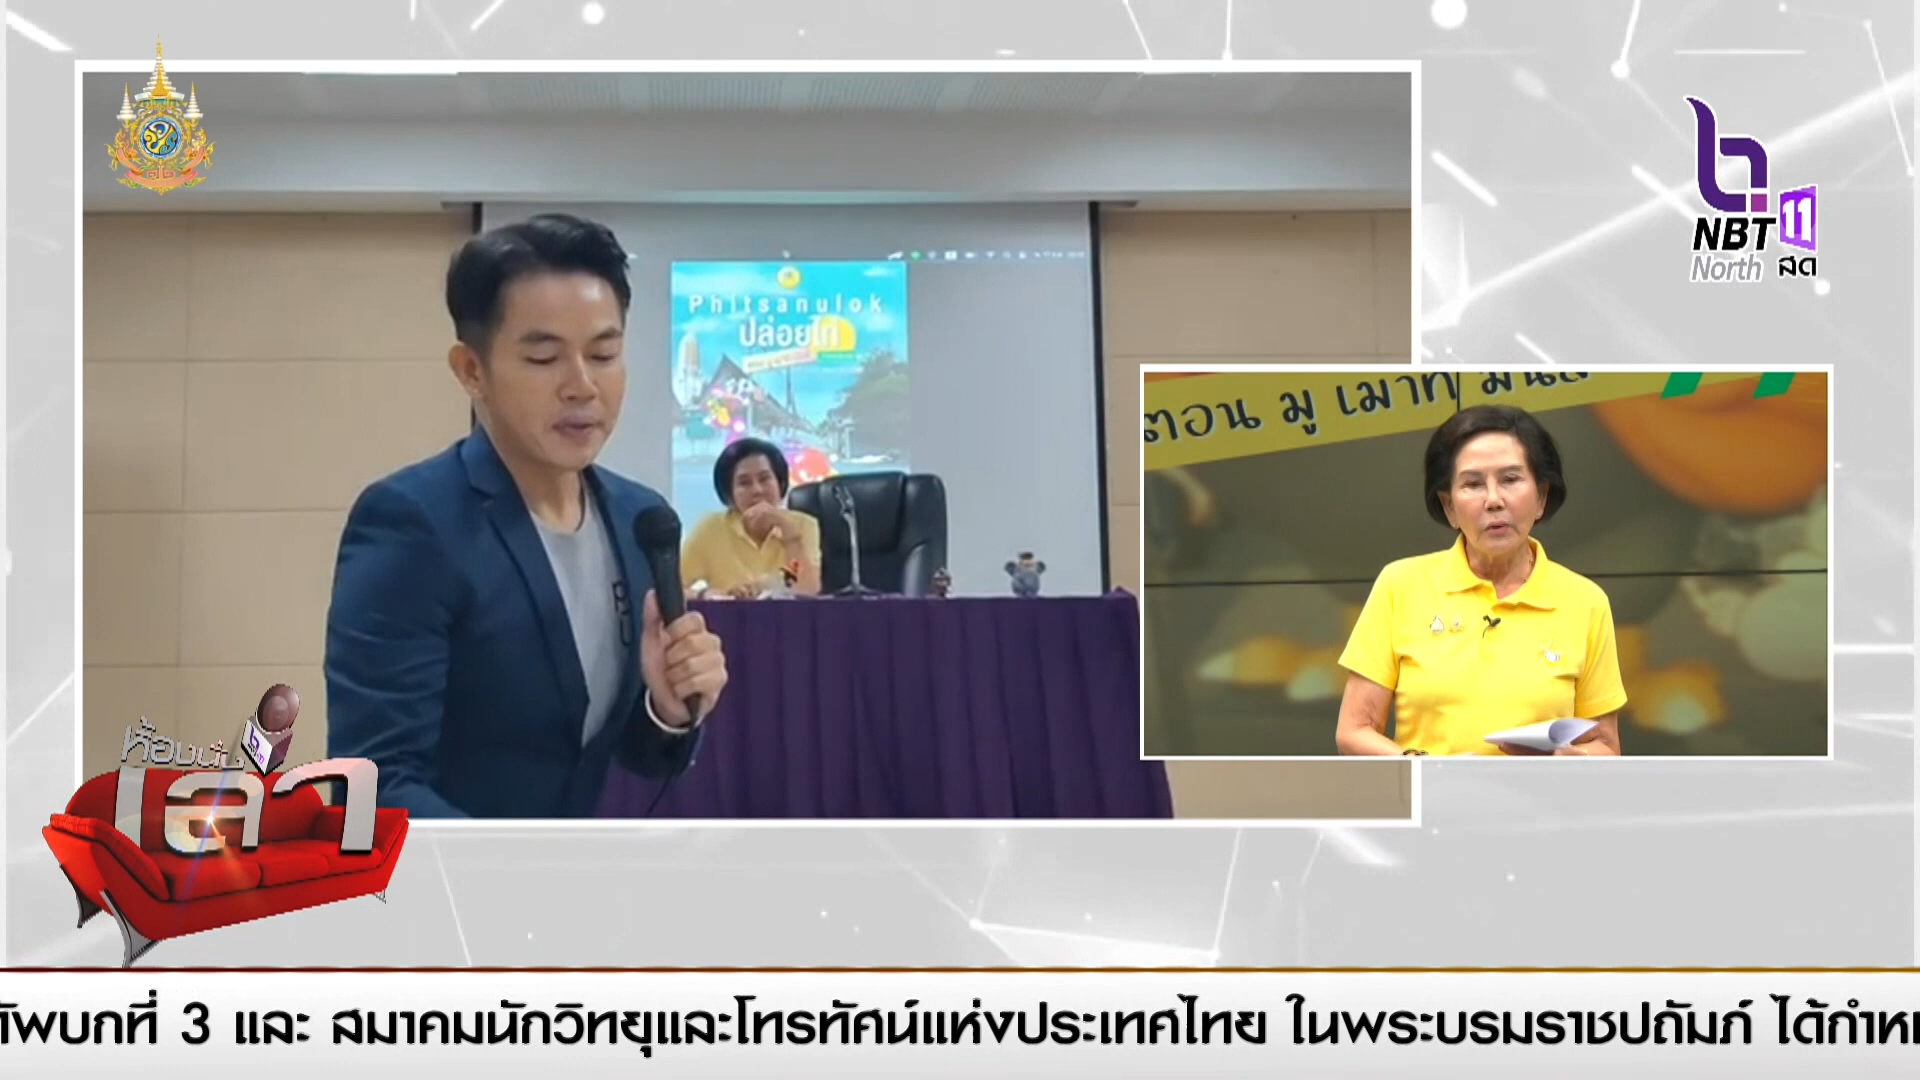 NBT 11
North สด
Phitsanulok
ปล่อยไก่
ตอน มู เมาท์ มันส์
ห้องนี้
เล่า
ทัพบกที่ 3 และ สมาคมนักวิทยุและโทรทัศน์แห่งประเทศไทย ในพระบรมราชูปถัมภ์ ได้กำห